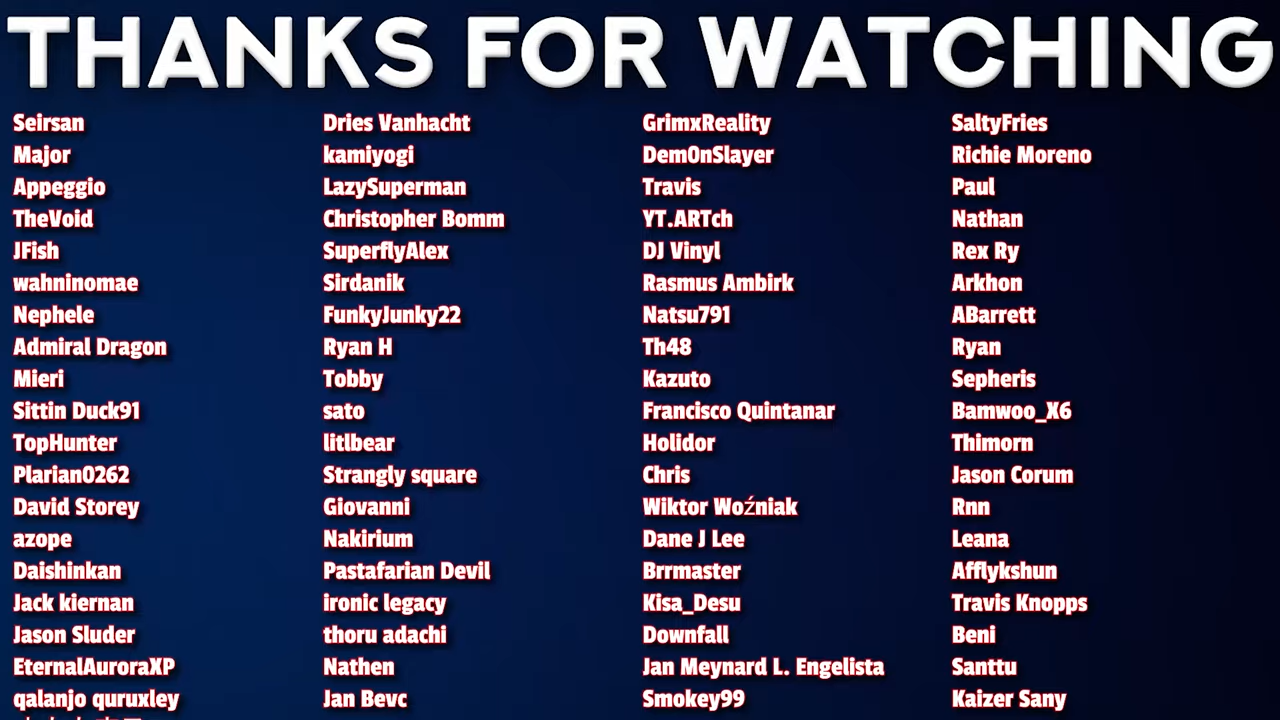 THANKS FOR WATCHING
Seirsan
Major
Appeggio
TheVoid
JFish
wahninomae
Nephele
Admiral Dragon
Mieri
Sittin Duck91
TopHunter
Plarian0262
David Storey
azope
Daishinkan
Jack kiernan
Jason Sluder
EternalAuroraXP
qalanjo quruxley
Dries Vanhacht
kamiyogi
LazySuperman
Christopher Bomm
SuperflyAlex
Sirdanik
FunkyJunky22
Ryan H
Tobby
sato
litlbear
Strangly square
Giovanni
Nakirium
Pastafarian Devil
ironic legacy
thoru adachi
Nathen
Jan Bevc
GrimxReality
Dem0nSlayer
Travis
YT.ARTch
DJ Vinyl
Rasmus Ambirk
Natsu791
Th48
Kazuto
Francisco Quintanar
Holidor
Chris
Wiktor Woźniak
Dane J Lee
Brrmaster
Kisa_Desu
Downfall
Jan Meynard L. Engelista
Smokey99
SaltyFries
Richie Moreno
Paul
Nathan
Rex Ry
Arkhon
ABarrett
Ryan
Sepheris
Bamwoo_X6
Thimorn
Jason Corum
Rnn
Leana
Afflykshun
Travis Knopps
Beni
Santtu
Kaizer Sany